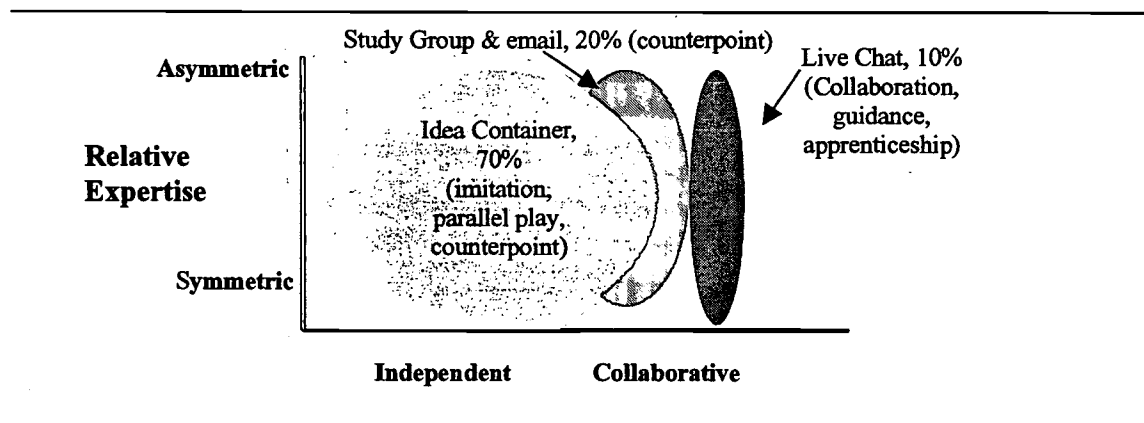 Study Group & email, 20% (counterpoint)
Live Chat, 10%
(Collaboration,
guidance,
apprenticeship)
Asymmetric
Idea Container,
70%
(imitation;
parallel play,
counterpoint)
Relative
Expertise
Symmetric
Independent
Collaborative